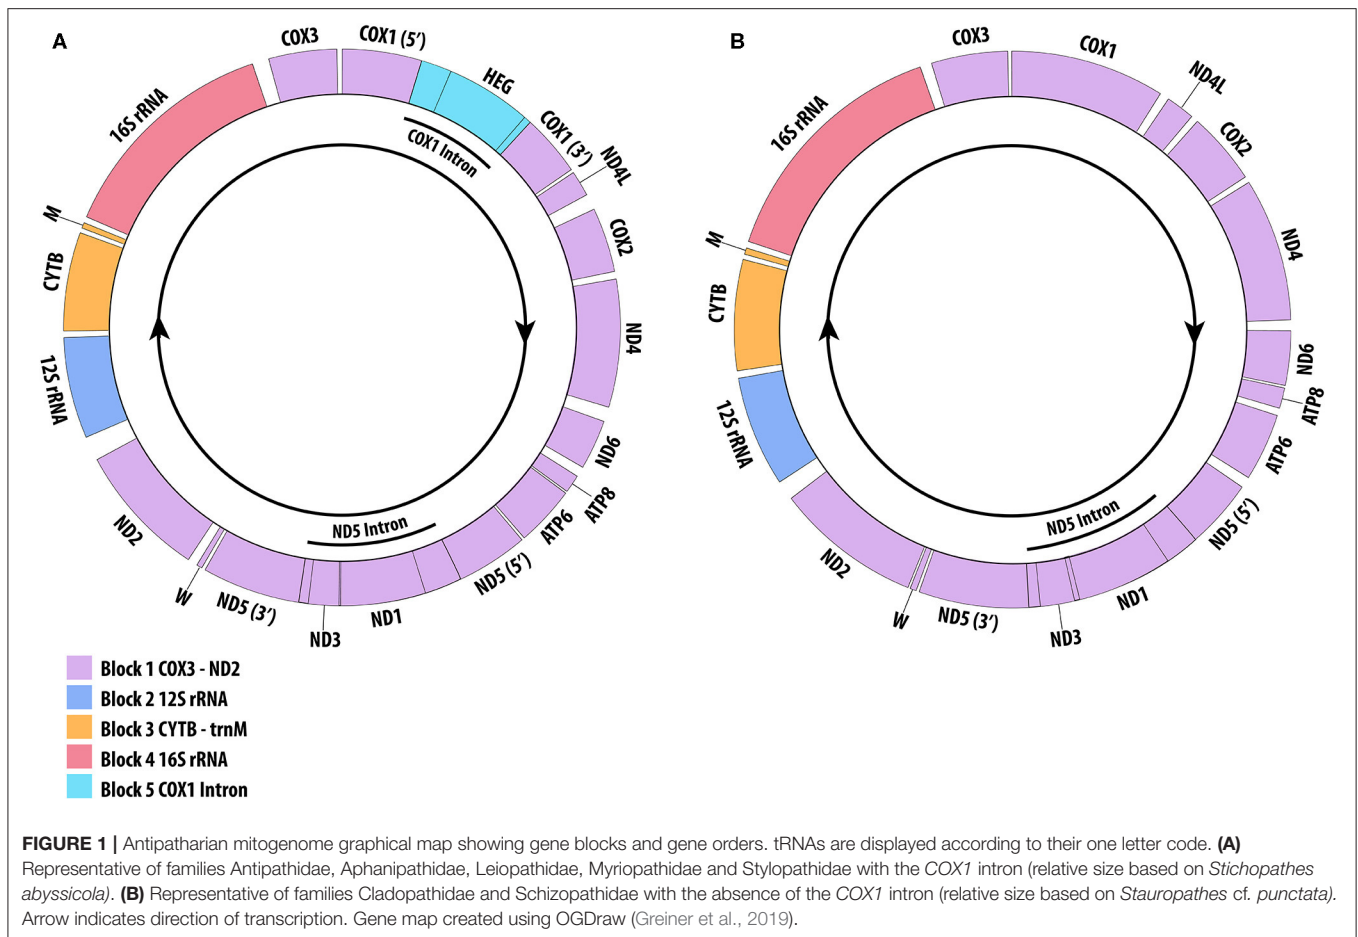 A
COX3
COX1 (5′)
HEG
COX1 (3′)
ND4L
COX2
ND4
ND6
ATP8
ATP6
ND5 (5′)
ND1
ND3
ND5 (3′)
W
ND2
12S rRNA
CYTB
M
16S rRNA
COX1 Intron
ND5 Intron
B
COX3
COX1
ND4L
COX2
ND4
ND6
ATP8
ATP6
ND5 (5′)
ND1
ND3
ND5 (3′)
W
ND2
12S rRNA
CYTB
M
16S rRNA
ND5 Intron
Block 1 COX3 - ND2
Block 2 12S rRNA
Block 3 CYTB - trnM
Block 4 16S rRNA
Block 5 COX1 Intron
FIGURE 1 | Antipatharian mitogenome graphical map showing gene blocks and gene orders. tRNAs are displayed according to their one letter code. (A)
Representative of families Antipathidae, Aphanipathidae, Leiopathidae, Myriopathidae and Stylopathidae with the COX1 intron (relative size based on Stichopathes
abyssicola). (B) Representative of families Cladopathidae and Schizopathidae with the absence of the COX1 intron (relative size based on Stauropathes cf. punctata).
Arrow indicates direction of transcription. Gene map created using OGDraw (Greiner et al., 2019).